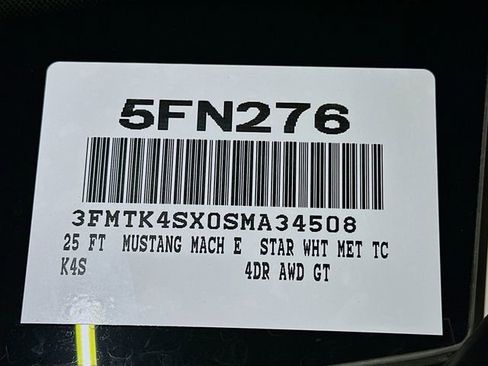 5FN276
3FMTK4SX0SMA34508
25 FT MUSTANG MACH E STAR WHT MET TC
K4S 4DR AWD GT